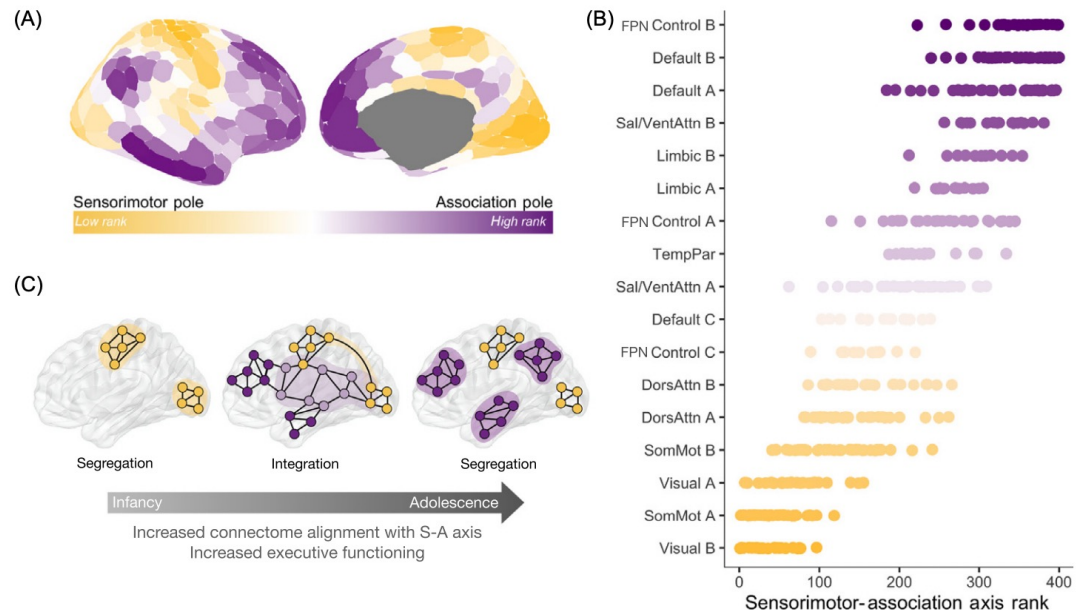 (A)
Sensorimotor pole
Association pole
Low rank
High rank
(B)
FPN Control B
Default B
Default A
Sal/VentAttn B
Limbic B
Limbic A
FPN Control A
TempPar
Sal/VentAttn A
Default C
FPN Control C
DorsAttn B
DorsAttn A
SomMot B
Visual A
SomMot A
Visual B
0
100
200
300
400
Sensorimotor-association axis rank
(C)
Segregation
Integration
Segregation
Infancy
Adolescence
Increased connectome alignment with S-A axis
Increased executive functioning